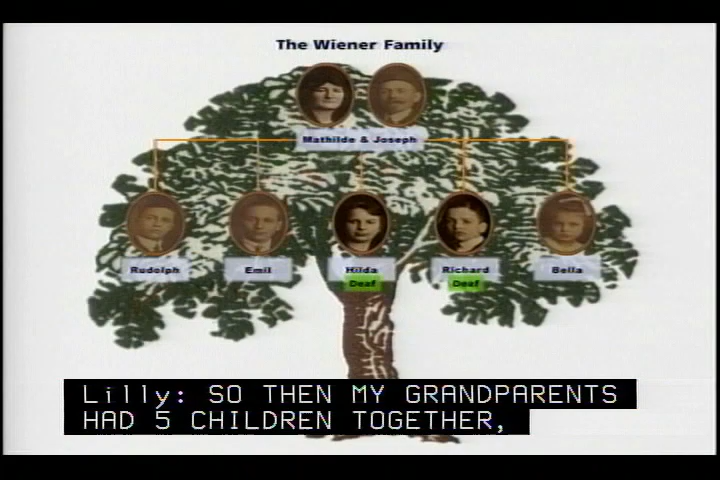 The Wiener Family
Mathilde & Joseph
Rudolph
Emil
Hilda
Deaf
Richard
Deaf
Bella
Lilly: SO THEN MY GRANDPARENTS
HAD 5 CHILDREN TOGETHER,